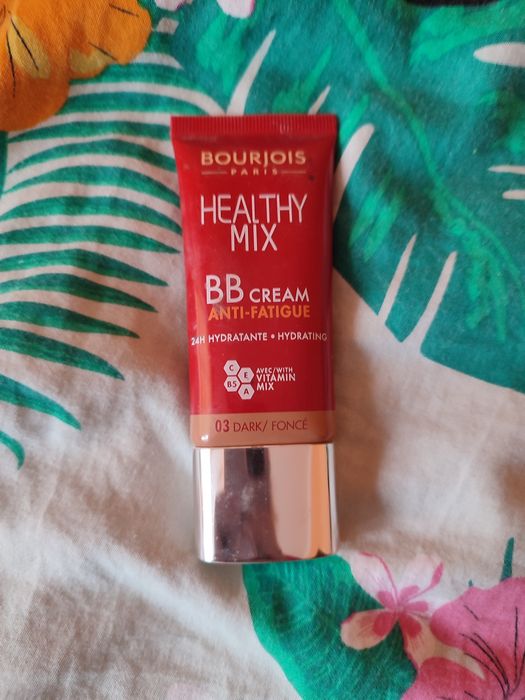 BOURJOIS
PARIS
HEALTHY
MIX
BB CREAM
ANTI-FATIGUE
24H HYDRATANTE • HYDRATING
C
E
B5
A
AVEC/WITH
VITAMIN
MIX
03 DARK/ FONCÉ